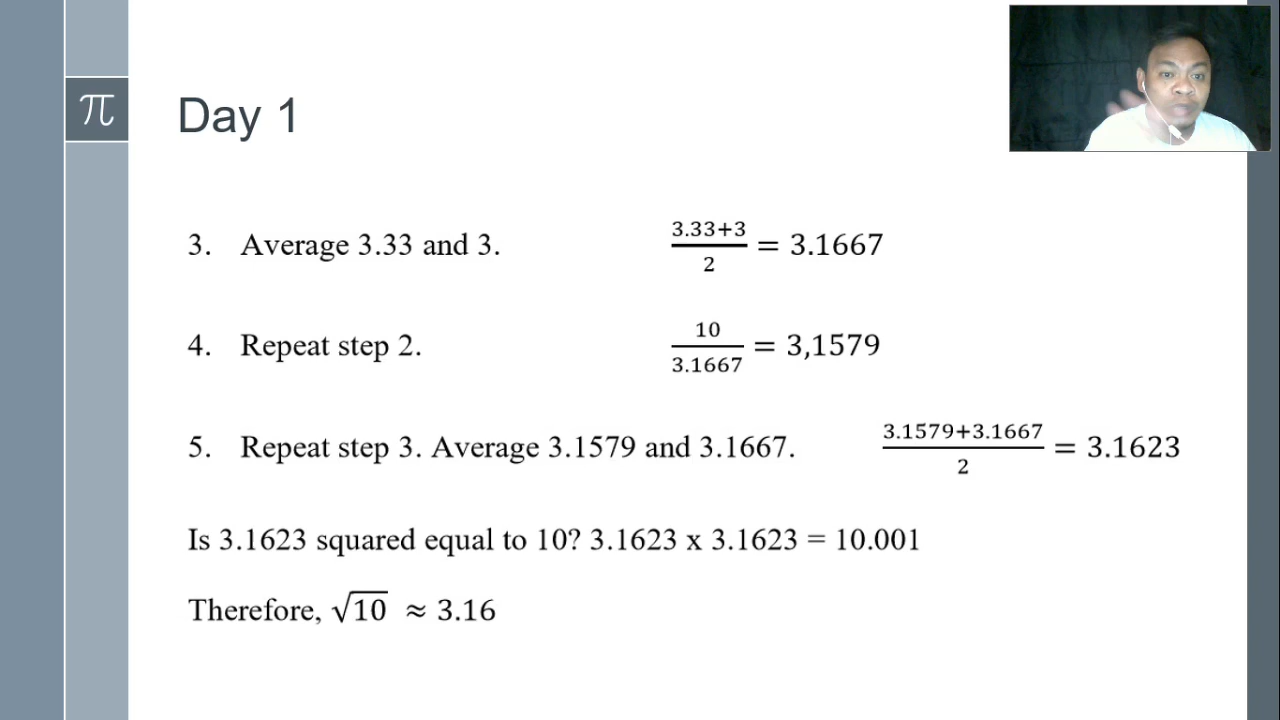 π
Day 1
3. Average 3.33 and 3. \frac{3.33+3}{2} = 3.1667
4. Repeat step 2. \frac{10}{3.1667} = 3,1579
5. Repeat step 3. Average 3.1579 and 3.1667. \frac{3.1579+3.1667}{2} = 3.1623
Is 3.1623 squared equal to 10? 3.1623 x 3.1623 = 10.001
Therefore, √10 ≈ 3.16